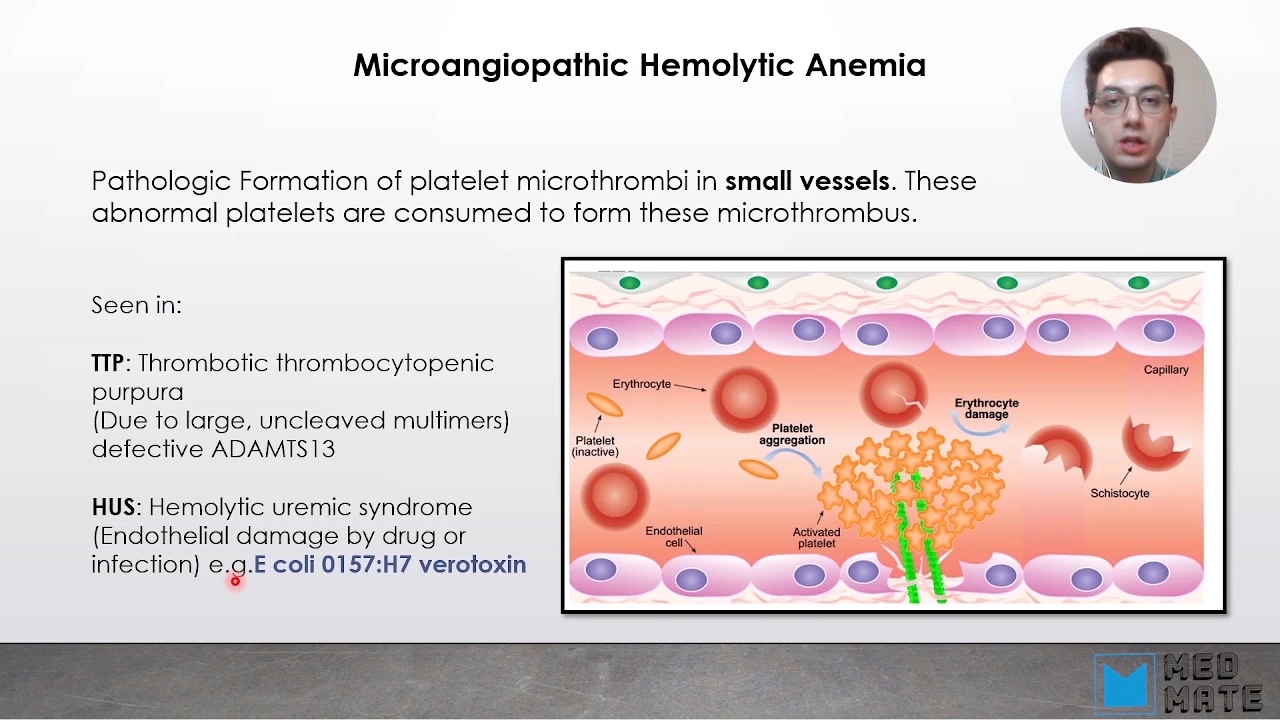 Microangiopathic Hemolytic Anemia
Pathologic Formation of platelet microthrombi in small vessels. These
abnormal platelets are consumed to form these microthrombus.
Seen in:
TTP: Thrombotic thrombocytopenic
purpura
(Due to large, uncleaved multimers)
defective ADAMTS13
HUS: Hemolytic uremic syndrome
(Endothelial damage by drug or
infection) e.g.E coli 0157:H7 verotoxin
Capillary
Erythrocyte
Erythrocyte
damage
Platelet
aggregation
Platelet
(inactive)
Schistocyte
Endothelial
cell
Activated
platelet
MED
MATE